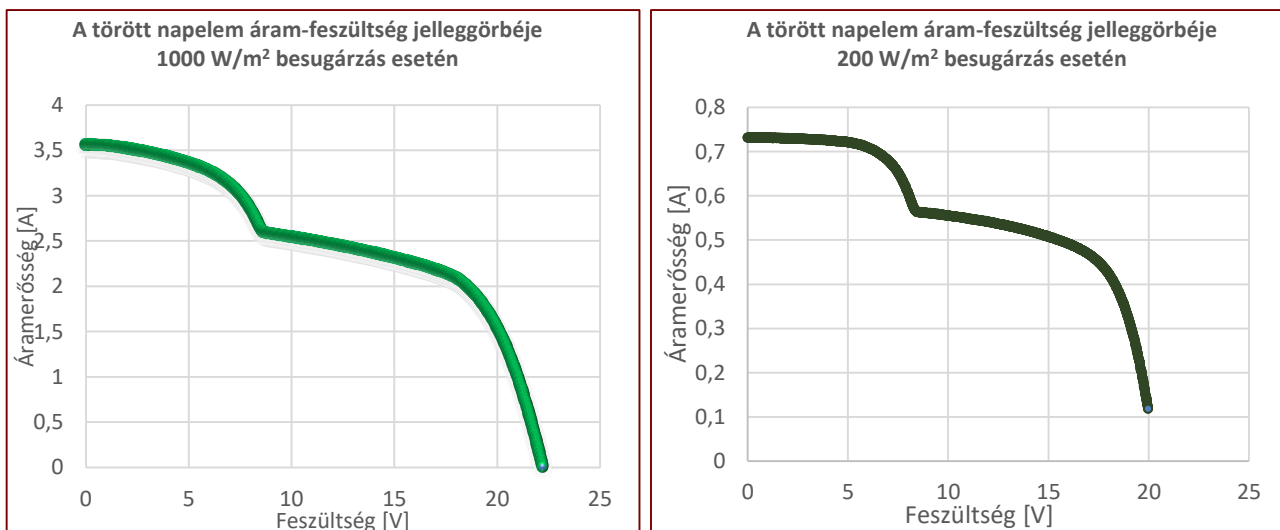 A törött napelem áram-feszültség jelleggörbéje
1000 W/m² besugárzás esetén
4
3,5
3
2,5
2
1,5
1
0,5
0
0 5 10 15 20 25
Áramerősség [A]
Feszültség [V]
A törött napelem áram-feszültség jelleggörbéje
200 W/m² besugárzás esetén
0,8
0,7
0,6
0,5
0,4
0,3
0,2
0,1
0
0 5 10 15 20 25
Áramerősség [A]
Feszültség [V]